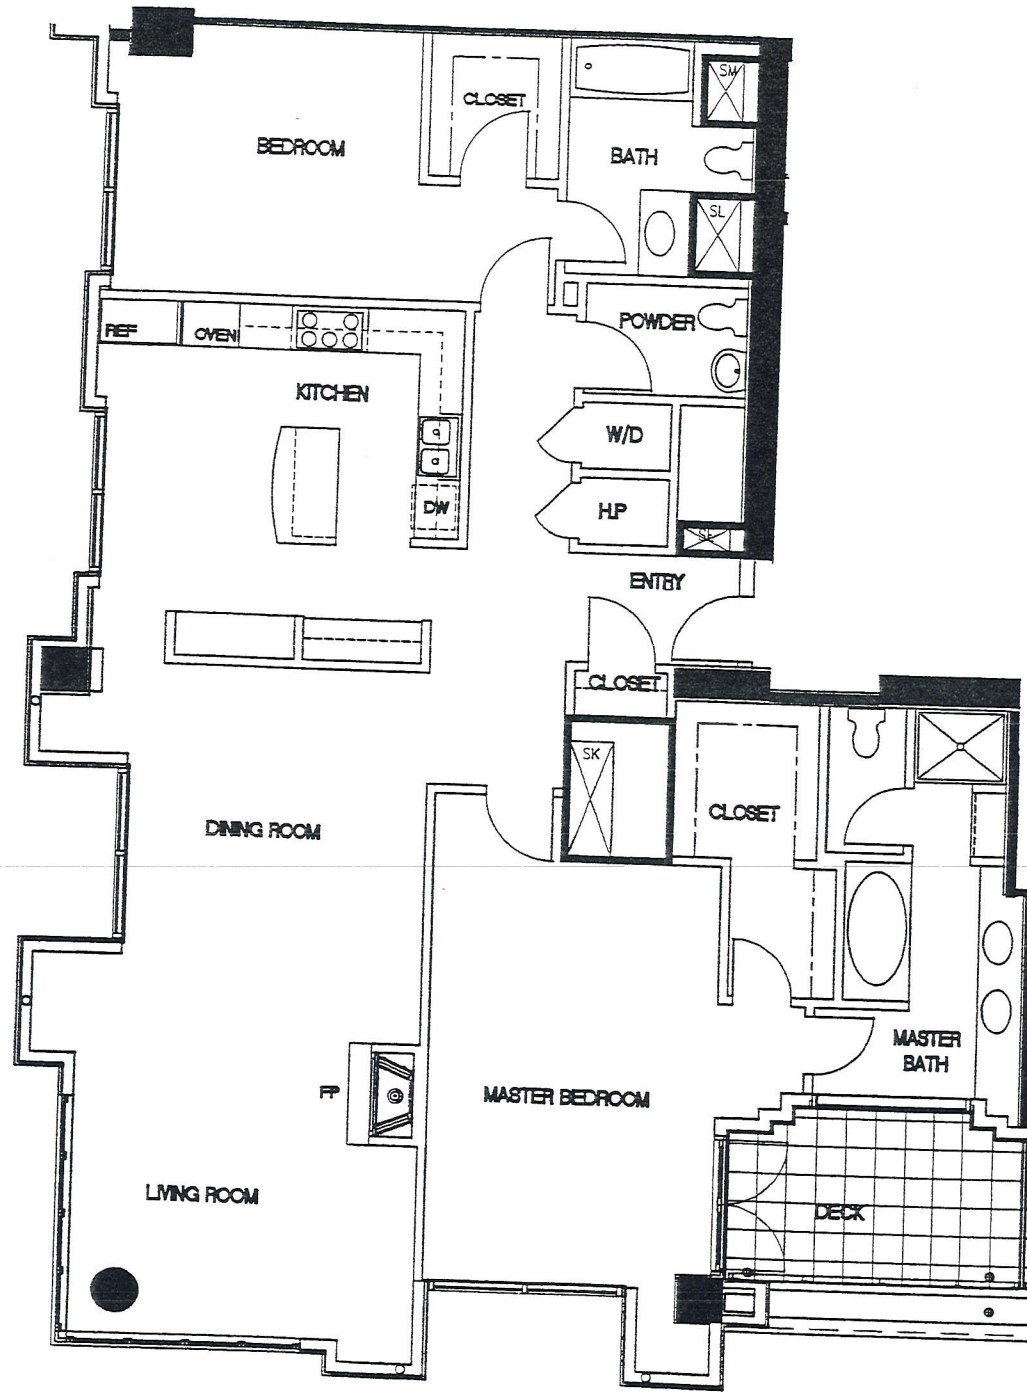 SM
CLOSET
BEDROOM
BATH
SL
POWDER
REF
OVEN
KITCHEN
W/D
DW
H.P
ENTRY
CLOSET
SK
CLOSET
DINING ROOM
MASTER
BATH
FP
MASTER BEDROOM
LIVING ROOM
DECK